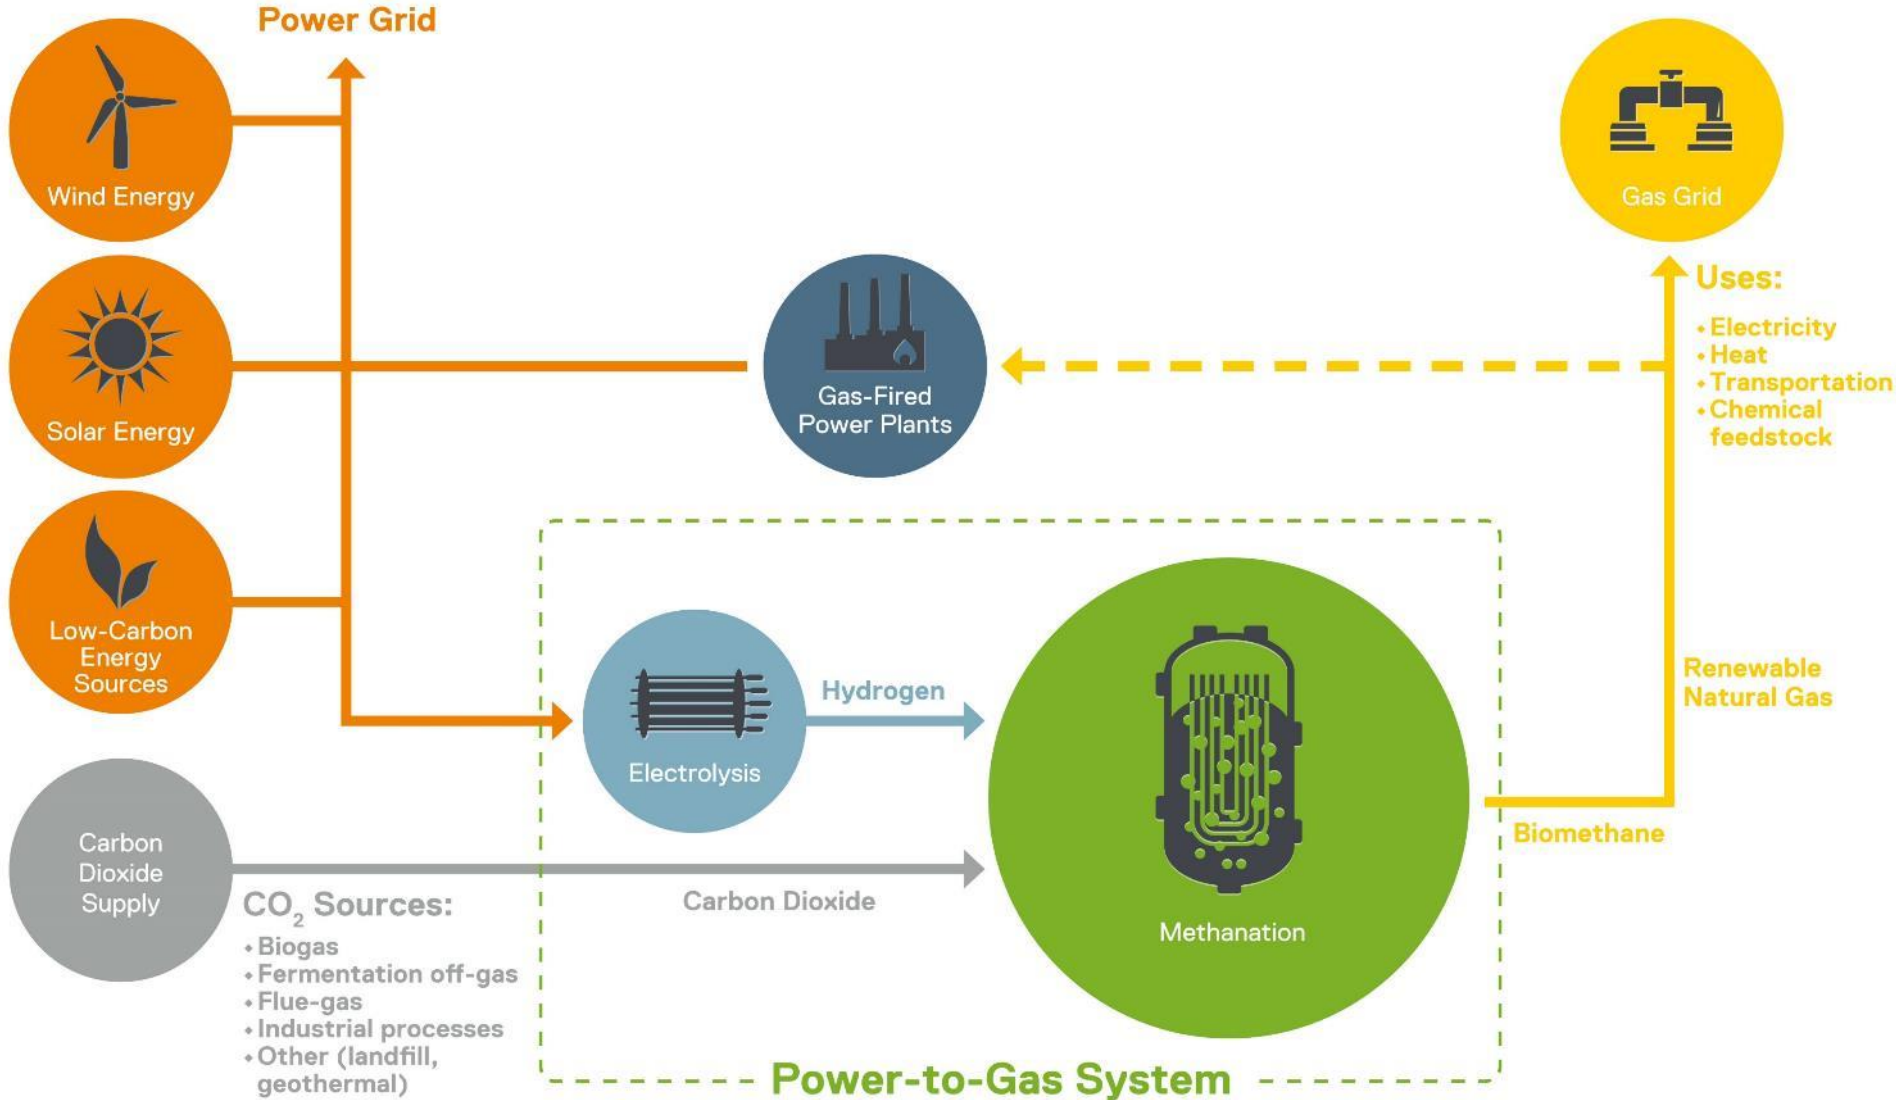 Power Grid
Wind Energy
Gas Grid
Solar Energy
Gas-Fired
Power Plants
Uses:
• Electricity
• Heat
• Transportation
• Chemical
feedstock
Low-Carbon
Energy
Sources
Electrolysis
Hydrogen
Methanation
Renewable
Natural Gas
Biomethane
Carbon
Dioxide
Supply
Carbon Dioxide
CO₂ Sources:
• Biogas
• Fermentation off-gas
• Flue-gas
• Industrial processes
• Other (landfill,
geothermal)
Power-to-Gas System